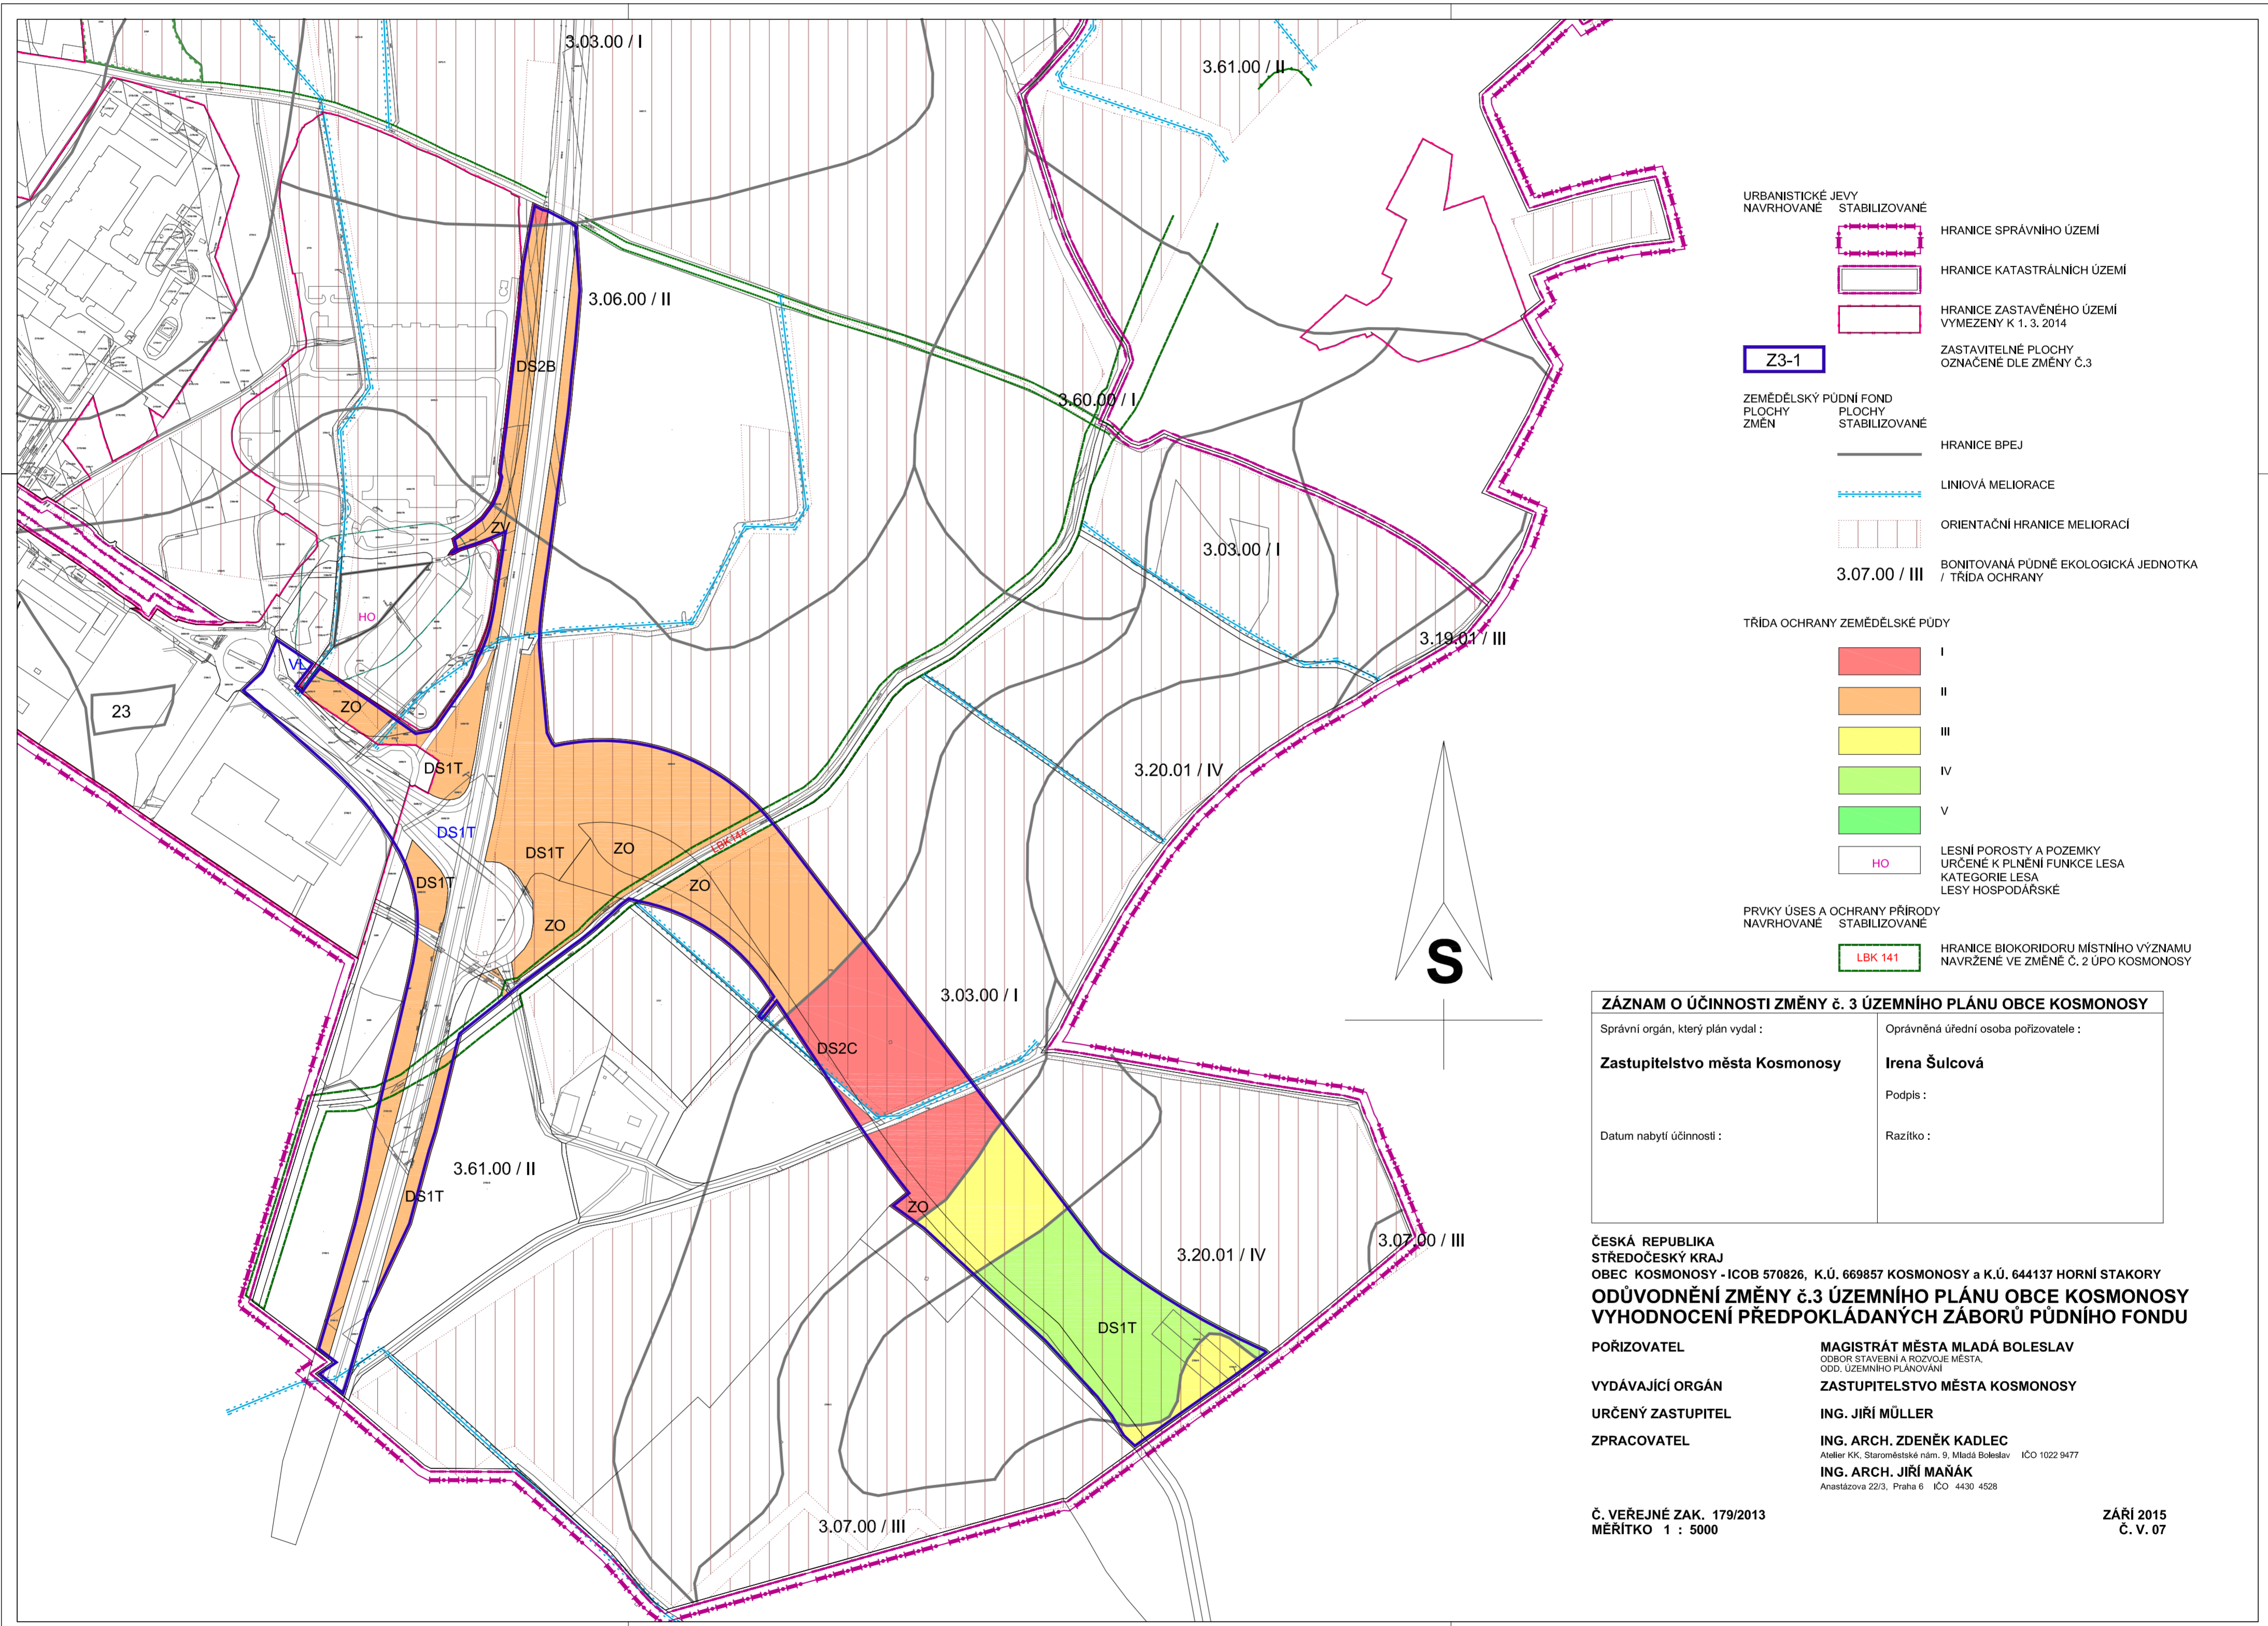 3.03.00 / I
3.61.00 / II
3.06.00 / II
DS2B
3.60.00 / I
ZV
3.03.00 / I
HO
3.19.01 / III
VL
ZO
23
DS1T
3.20.01 / IV
DS1T
LBK144
DS1T
ZO
DS1T
ZO
ZO
3.03.00 / I
DS2C
3.61.00 / II
DS1T
ZO
3.20.01 / IV
3.07.00 / III
DS1T
3.07.00 / III
S
URBANISTICKÉ JEVY
NAVRHOVANÉ STABILIZOVANÉ
HRANICE SPRÁVNÍHO ÚZEMÍ
HRANICE KATASTRÁLNÍCH ÚZEMÍ
HRANICE ZASTAVĚNÉHO ÚZEMÍ
VYMEZENY K 1. 3. 2014
Z3-1
ZASTAVITELNÉ PLOCHY
OZNAČENÉ DLE ZMĚNY Č.3
ZEMĚDĚLSKÝ PŮDNÍ FOND
PLOCHY PLOCHY
ZMĚN STABILIZOVANÉ
HRANICE BPEJ
LINIOVÁ MELIORACE
ORIENTAČNÍ HRANICE MELIORACÍ
3.07.00 / III
BONITOVANÁ PŮDNĚ EKOLOGICKÁ JEDNOTKA
/ TŘÍDA OCHRANY
TŘÍDA OCHRANY ZEMĚDĚLSKÉ PŮDY
I
II
III
IV
V
HO
LESNÍ POROSTY A POZEMKY
URČENÉ K PLNĚNÍ FUNKCE LESA
KATEGORIE LESA
LESY HOSPODÁŘSKÉ
PRVKY ÚSES A OCHRANY PŘÍRODY
NAVRHOVANÉ STABILIZOVANÉ
LBK 141
HRANICE BIOKORIDORU MÍSTNÍHO VÝZNAMU
NAVRŽENÉ VE ZMĚNĚ Č. 2 ÚPO KOSMONOSY
ZÁZNAM O ÚČINNOSTI ZMĚNY č. 3 ÚZEMNÍHO PLÁNU OBCE KOSMONOSY
Správní orgán, který plán vydal :
Zastupitelstvo města Kosmonosy
Datum nabytí účinnosti :
Oprávněná úřední osoba pořizovatele :
Irena Šulcová
Podpis :
Razítko :
ČESKÁ REPUBLIKA
STŘEDOČESKÝ KRAJ
OBEC KOSMONOSY - ICOB 570826, K.Ú. 669857 KOSMONOSY a K.Ú. 644137 HORNÍ STAKORY
ODŮVODNĚNÍ ZMĚNY č.3 ÚZEMNÍHO PLÁNU OBCE KOSMONOSY
VYHODNOCENÍ PŘEDPOKLÁDANÝCH ZÁBORŮ PŮDNÍHO FONDU
POŘIZOVATEL MAGISTRÁT MĚSTA MLADÁ BOLESLAV
ODBOR STAVEBNÍ A ROZVOJE MĚSTA,
ODD. ÚZEMNÍHO PLÁNOVÁNÍ
VYDÁVAJÍCÍ ORGÁN ZASTUPITELSTVO MĚSTA KOSMONOSY
URČENÝ ZASTUPITEL ING. JIŘÍ MÜLLER
ZPRACOVATEL ING. ARCH. ZDENĚK KADLEC
Atelier KK, Staroměstské nám. 9, Mladá Boleslav IČO 1022 9477
ING. ARCH. JIŘÍ MAŇÁK
Anastázova 22/3, Praha 6 IČO 4430 4528
Č. VEŘEJNÉ ZAK. 179/2013
MĚŘÍTKO 1 : 5000
ZÁŘÍ 2015
Č. V. 07